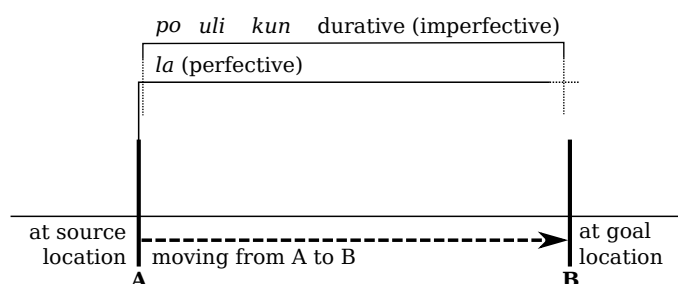 po uli kun durative (imperfective)
la (perfective)
at source
location
moving from A to B
at goal
location
A
B